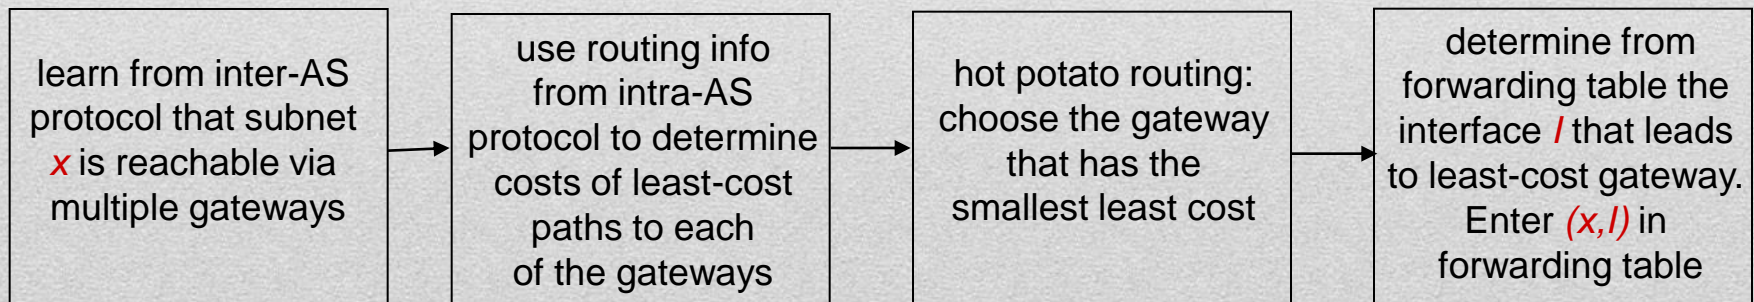 learn from inter-AS
protocol that subnet
x is reachable via
multiple gateways
use routing info
from intra-AS
protocol to determine
costs of least-cost
paths to each
of the gateways
hot potato routing:
choose the gateway
that has the
smallest least cost
determine from
forwarding table the
interface I that leads
to least-cost gateway.
Enter (x,I) in
forwarding table